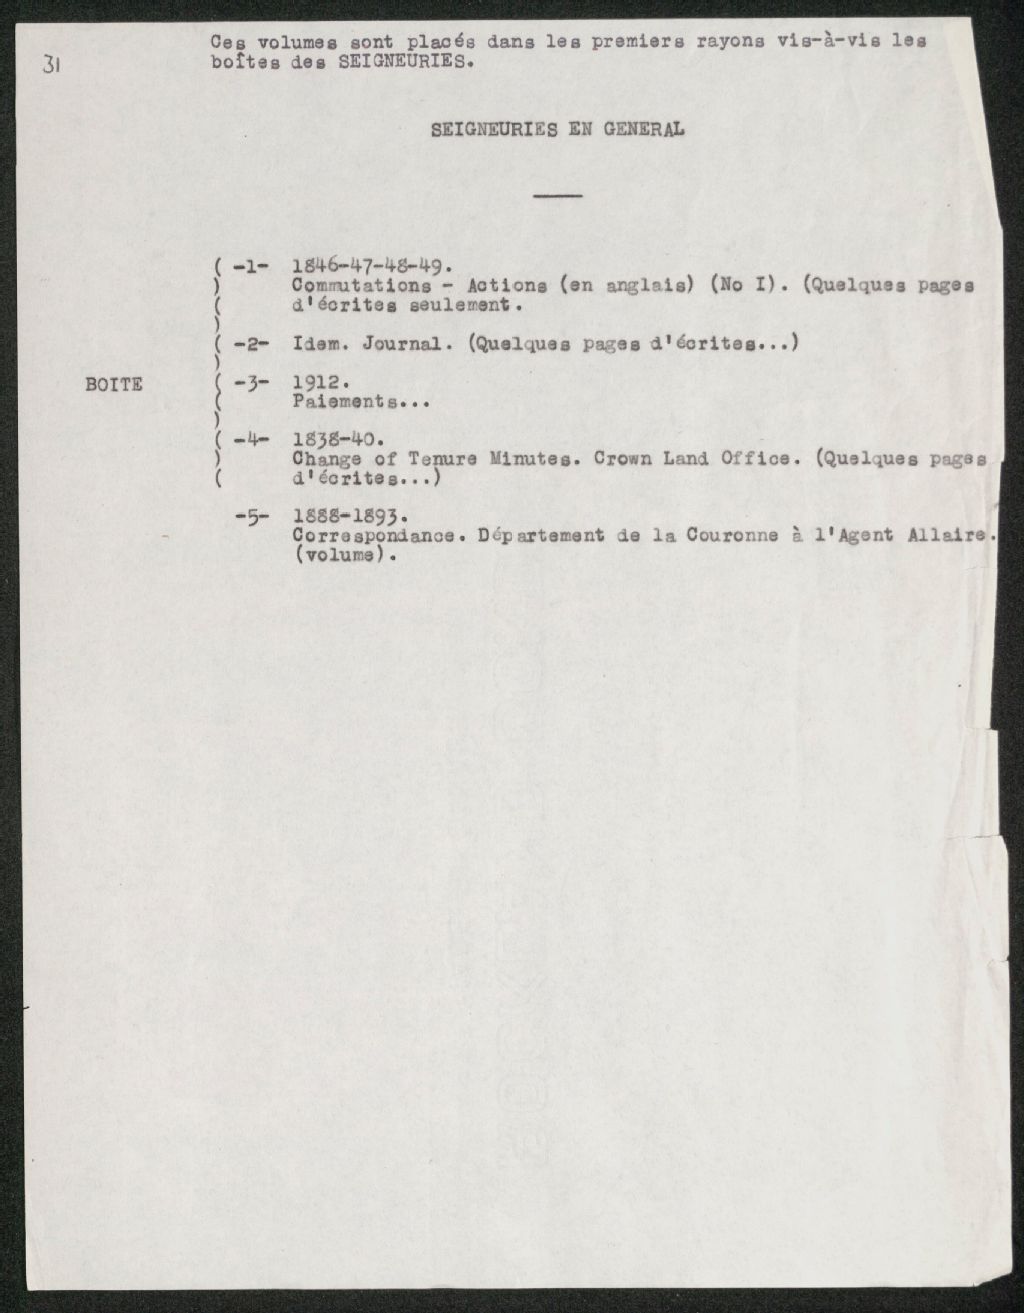 31
Ces volumes sont placés dans les premiers rayons vis-à-vis les
boîtes des SEIGNEURIES.
SEIGNEURIES EN GENERAL
( -1- 1846-47-48-49.
) Commutations - Actions (en anglais) (No I). (Quelques pages
( d'écrites seulement.
)
( -2- Idem. Journal. (Quelques pages d'écrites...)
)
BOITE ( -3- 1912.
( Paiements...
)
( -4- 1838-40.
) Change of Tenure Minutes. Crown Land Office. (Quelques pages
( d'écrites...)
-5- 1888-1893.
Correspondance. Département de la Couronne à l'Agent Allaire.
(volume).